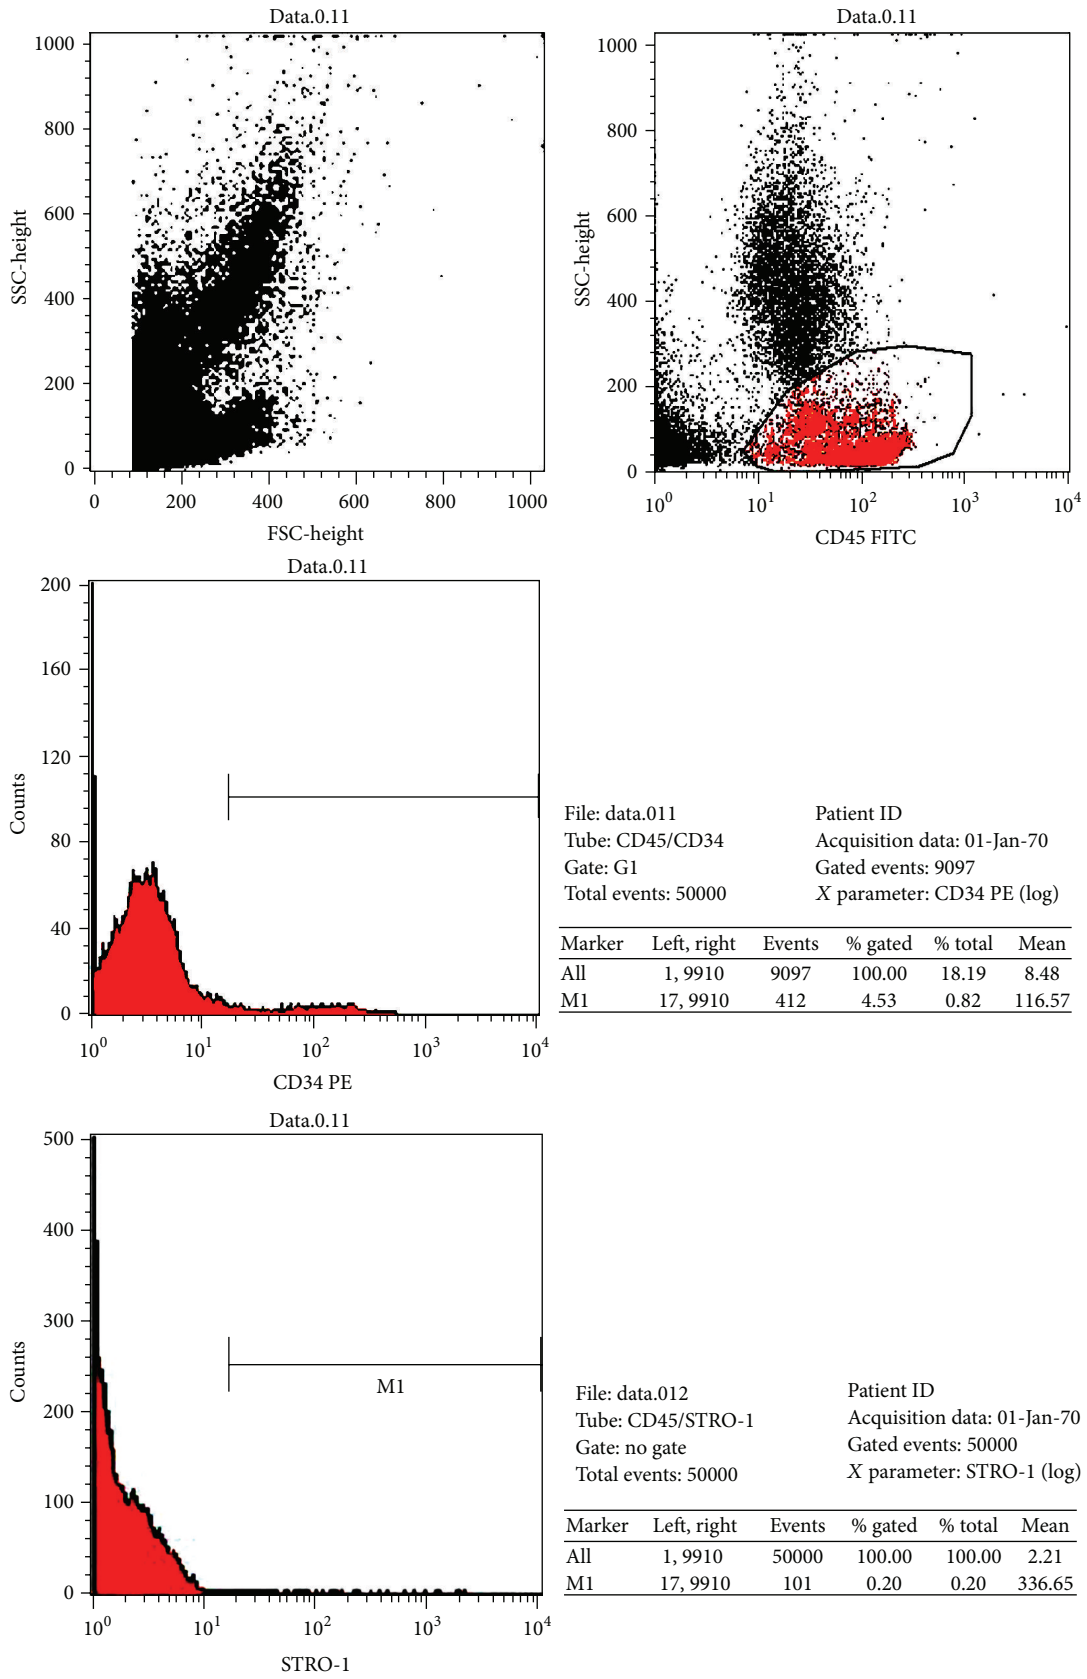 Data.0.11
1000
800
600
400
200
0
SSC-height
0 200 400 600 800 1000
FSC-height
Data.0.11
1000
800
600
400
200
0
SSC-height
10^0 10^1 10^2 10^3 10^4
CD45 FITC
Data.0.11
200
160
120
80
40
0
Counts
10^0 10^1 10^2 10^3 10^4
CD34 PE
File: data.011 Patient ID
Tube: CD45/CD34 Acquisition data: 01-Jan-70
Gate: G1 Gated events: 9097
Total events: 50000 X parameter: CD34 PE (log)
Marker Left, right Events % gated % total Mean
All 1, 9910 9097 100.00 18.19 8.48
M1 17, 9910 412 4.53 0.82 116.57
Data.0.11
500
400
300
200
100
0
Counts
M1
10^0 10^1 10^2 10^3 10^4
STRO-1
File: data.012 Patient ID
Tube: CD45/STRO-1 Acquisition data: 01-Jan-70
Gate: no gate Gated events: 50000
Total events: 50000 X parameter: STRO-1 (log)
Marker Left, right Events % gated % total Mean
All 1, 9910 50000 100.00 100.00 2.21
M1 17, 9910 101 0.20 0.20 336.65